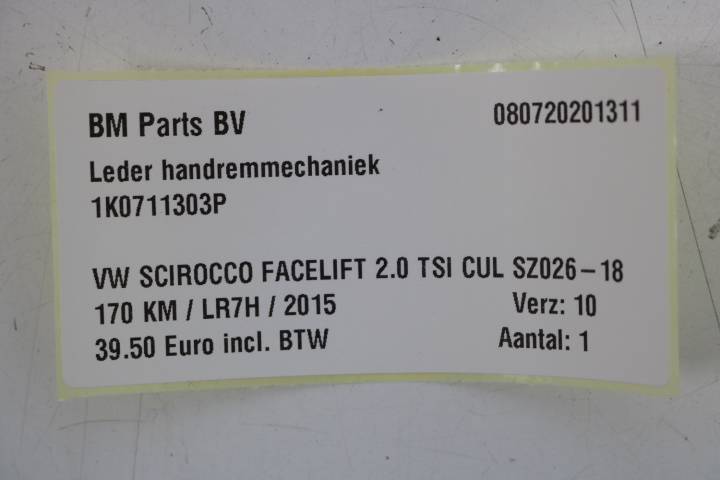 BM Parts BV 080720201311
Leder handremmechaniek
1K0711303P
VW SCIROCCO FACELIFT 2.0 TSI CUL SZ026-18
170 KM / LR7H / 2015 Verz: 10
39.50 Euro incl. BTW Aantal: 1